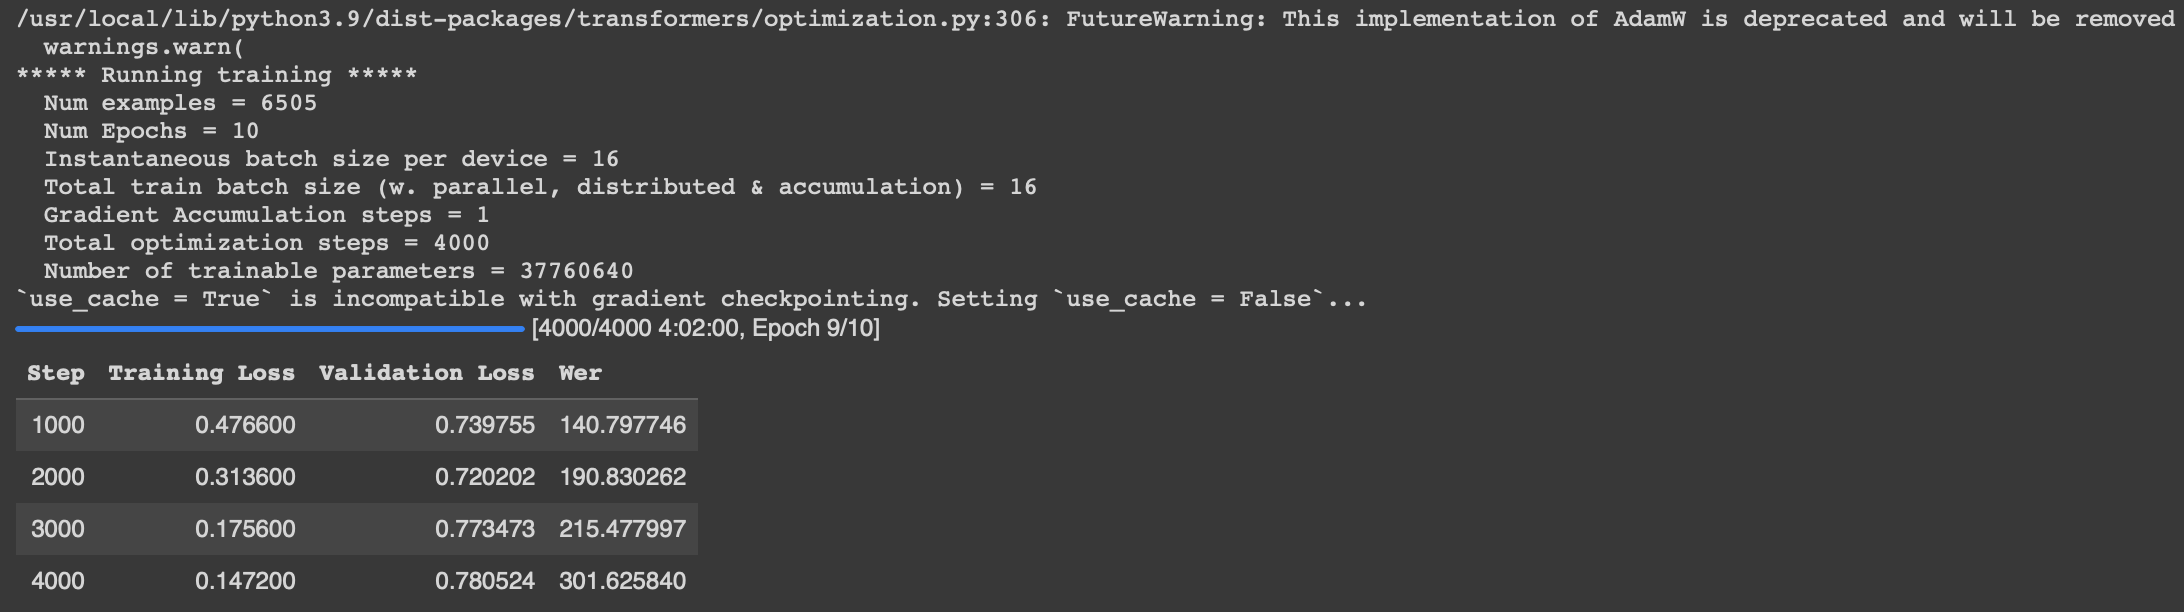 /usr/local/lib/python3.9/dist-packages/transformers/optimization.py:306: FutureWarning: This implementation of AdamW is deprecated and will be removed
  warnings.warn(
***** Running training *****
  Num examples = 6505
  Num Epochs = 10
  Instantaneous batch size per device = 16
  Total train batch size (w. parallel, distributed & accumulation) = 16
  Gradient Accumulation steps = 1
  Total optimization steps = 4000
  Number of trainable parameters = 37760640
`use_cache = True` is incompatible with gradient checkpointing. Setting `use_cache = False`...
[4000/4000 4:02:00, Epoch 9/10]
Step Training Loss Validation Loss Wer
1000 0.476600 0.739755 140.797746
2000 0.313600 0.720202 190.830262
3000 0.175600 0.773473 215.477997
4000 0.147200 0.780524 301.625840